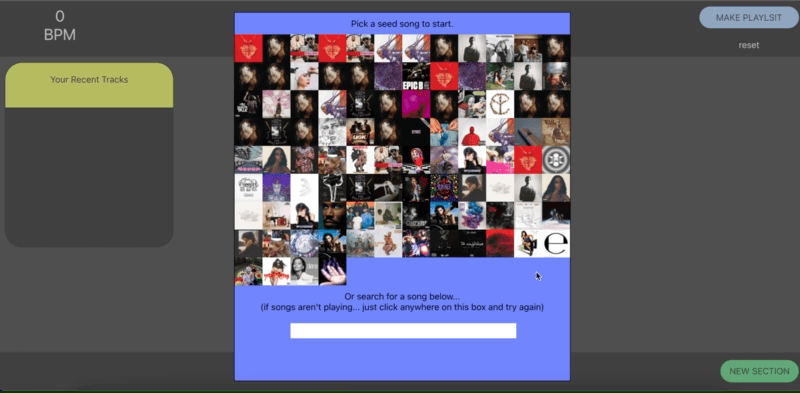 0
BPM
Pick a seed song to start.
MAKE PLAYLSIT
reset
Your Recent Tracks
EPIC B
e
Or search for a song below...
(if songs aren't playing... just click anywhere on this box and try again)
NEW SECTION